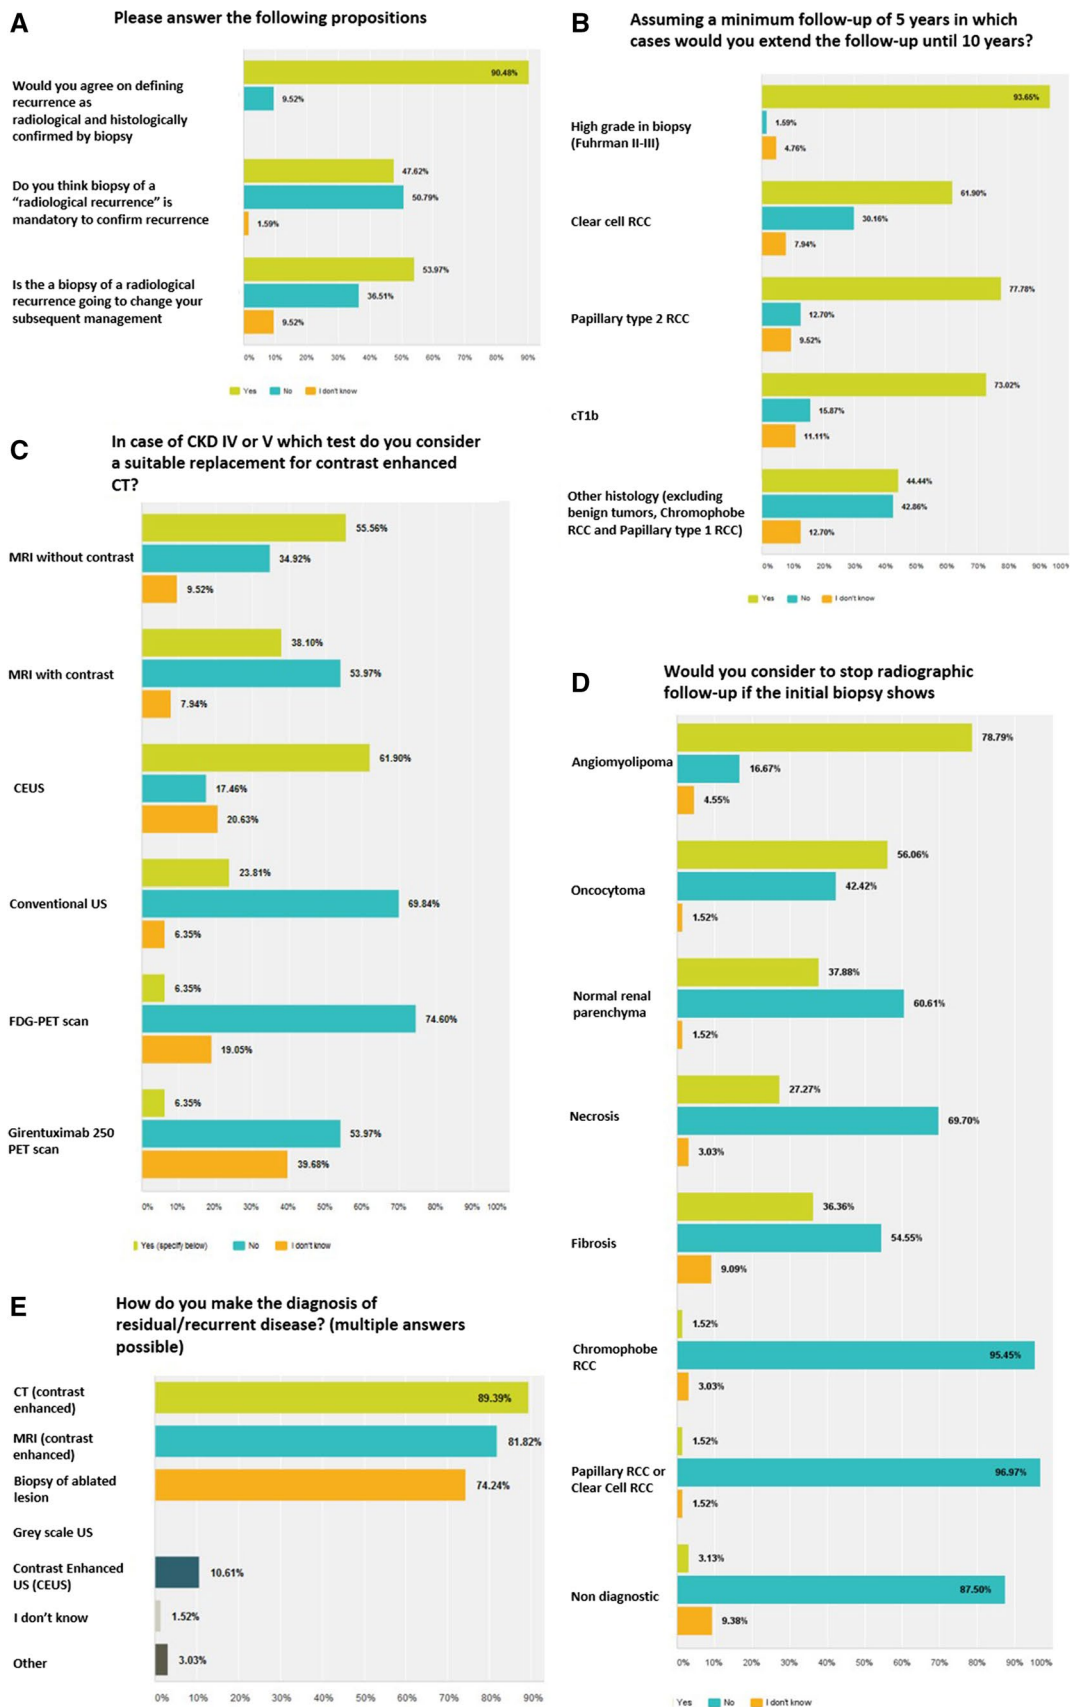 A
Please answer the following propositions
Would you agree on defining
recurrence as
radiological and histologically
confirmed by biopsy
90.48%
9.52%
Do you think biopsy of a
“radiological recurrence” is
mandatory to confirm recurrence
47.62%
50.79%
1.59%
Is the a biopsy of a radiological
recurrence going to change your
subsequent management
53.97%
36.51%
9.52%
0% 10% 20% 30% 40% 50% 60% 70% 80% 90%
Yes No I don't know
B
Assuming a minimum follow-up of 5 years in which
cases would you extend the follow-up until 10 years?
High grade in biopsy
(Fuhrman II-III)
93.65%
1.59%
4.76%
Clear cell RCC
61.90%
30.16%
7.94%
Papillary type 2 RCC
77.78%
12.70%
9.52%
cT1b
73.02%
15.87%
11.11%
Other histology (excluding
benign tumors, Chromophobe
RCC and Papillary type 1 RCC)
44.44%
42.86%
12.70%
0% 10% 20% 30% 40% 50% 60% 70% 80% 90% 100%
Yes No I don't know
C
In case of CKD IV or V which test do you consider
a suitable replacement for contrast enhanced
CT?
MRI without contrast
55.56%
34.92%
9.52%
MRI with contrast
38.10%
53.97%
7.94%
CEUS
61.90%
17.46%
20.63%
Conventional US
23.81%
69.84%
6.35%
FDG-PET scan
6.35%
74.60%
19.05%
Girentuximab 250
PET scan
6.35%
53.97%
39.68%
0% 10% 20% 30% 40% 50% 60% 70% 80% 90% 100%
Yes (specify below) No I don't know
D
Would you consider to stop radiographic
follow-up if the initial biopsy shows
Angiomyolipoma
78.79%
16.67%
4.55%
Oncocytoma
56.06%
42.42%
1.52%
Normal renal
parenchyma
37.88%
60.61%
1.52%
Necrosis
27.27%
69.70%
3.03%
Fibrosis
36.36%
54.55%
9.09%
Chromophobe
RCC
1.52%
95.45%
3.03%
Papillary RCC or
Clear Cell RCC
1.52%
96.97%
1.52%
Non diagnostic
3.13%
87.50%
9.38%
0% 10% 20% 30% 40% 50% 60% 70% 80% 90% 100%
Yes No I don't know
E
How do you make the diagnosis of
residual/recurrent disease? (multiple answers
possible)
CT (contrast
enhanced)
89.39%
MRI (contrast
enhanced)
81.82%
Biopsy of ablated
lesion
74.24%
Grey scale US
Contrast Enhanced
US (CEUS)
10.61%
I don’t know
1.52%
Other
3.03%
0% 10% 20% 30% 40% 50% 60% 70% 80% 90%